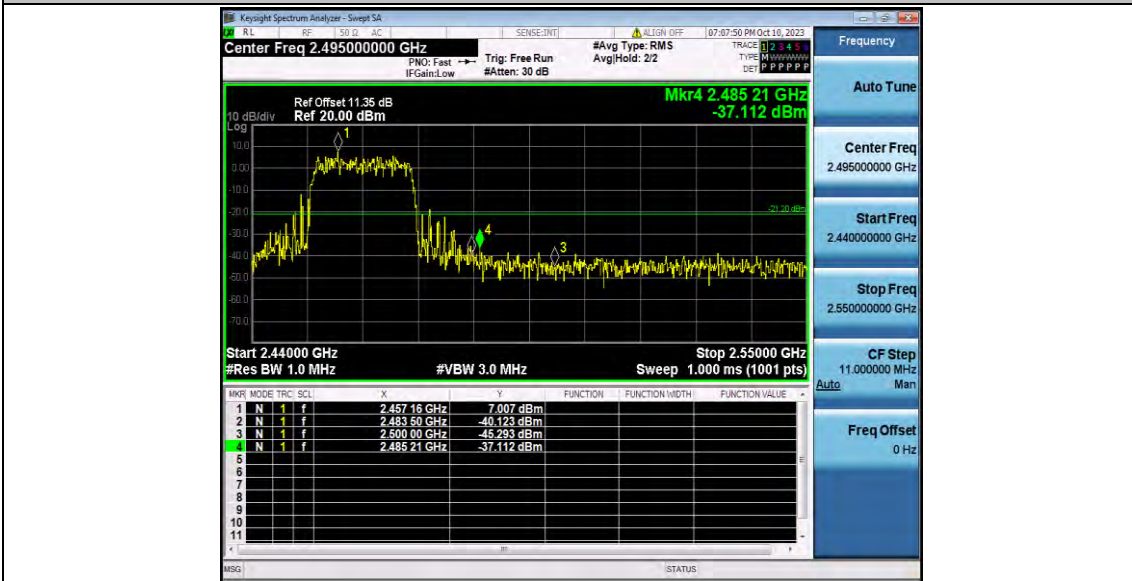 Keysight Spectrum Analyzer - Swept SA
RL RF 50 Ω AC SENSE:INT ALIGN OFF 07:07:50 PM Oct 10, 2023
Center Freq 2.495000000 GHz
PNO: Fast
IFGain:Low
Trig: Free Run
#Atten: 30 dB
#Avg Type: RMS
Avg|Hold: 2/2
TRACE 1 2 3 4 5 6
TYPE M
DET P P P P P P
Frequency
Auto Tune
Center Freq
2.495000000 GHz
Start Freq
2.440000000 GHz
Stop Freq
2.550000000 GHz
CF Step
11.000000 MHz
Auto Man
Freq Offset
0 Hz
Mkr4 2.485 21 GHz
-37.112 dBm
Ref Offset 11.35 dB
10 dB/div Ref 20.00 dBm
Log
10.0
0.00
-10.0
-20.0
-30.0
-40.0
-50.0
-60.0
-70.0
1
4
3
-21.20 dBm
Start 2.44000 GHz Stop 2.55000 GHz
#Res BW 1.0 MHz #VBW 3.0 MHz Sweep 1.000 ms (1001 pts)
MKR MODE TRC SCL X Y FUNCTION FUNCTION WIDTH FUNCTION VALUE
1 N 1 f 2.457 16 GHz 7.007 dBm
2 N 1 f 2.483 50 GHz -40.123 dBm
3 N 1 f 2.500 00 GHz -45.293 dBm
4 N 1 f 2.485 21 GHz -37.112 dBm
5
6
7
8
9
10
11
MSG STATUS